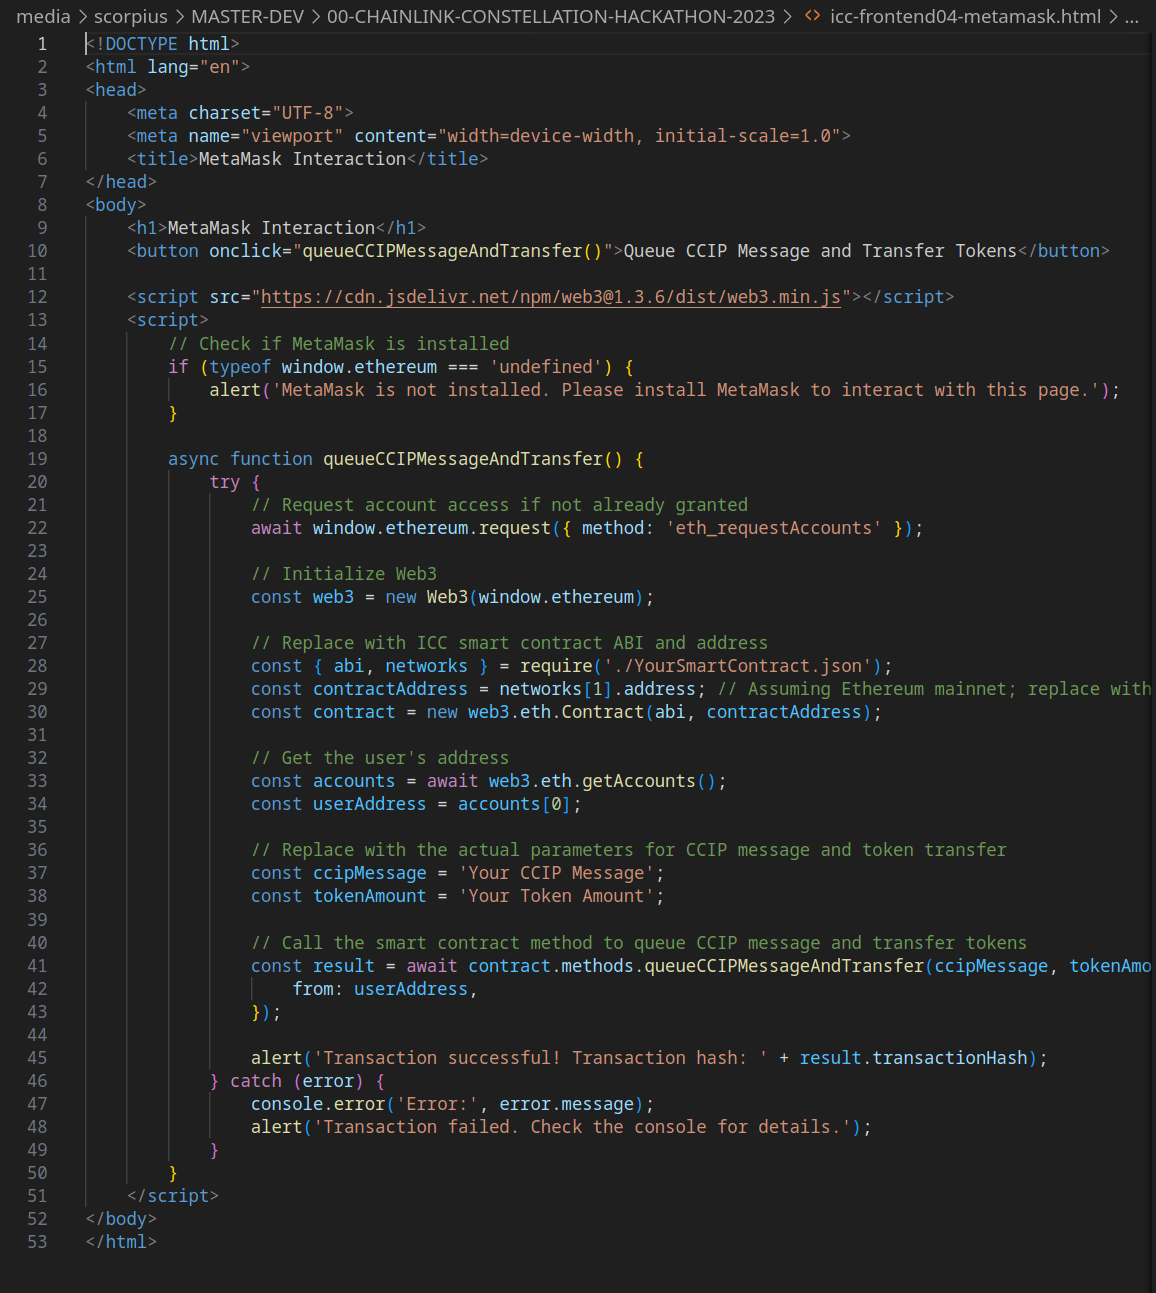 media > scorpius > MASTER-DEV > 00-CHAINLINK-CONSTELLATION-HACKATHON-2023 > <> icc-frontend04-metamask.html > ...
1 <!DOCTYPE html>
2 <html lang="en">
3 <head>
4     <meta charset="UTF-8">
5     <meta name="viewport" content="width=device-width, initial-scale=1.0">
6     <title>MetaMask Interaction</title>
7 </head>
8 <body>
9     <h1>MetaMask Interaction</h1>
10     <button onclick="queueCCIPMessageAndTransfer()">Queue CCIP Message and Transfer Tokens</button>
11
12     <script src="https://cdn.jsdelivr.net/npm/web3@1.3.6/dist/web3.min.js"></script>
13     <script>
14         // Check if MetaMask is installed
15         if (typeof window.ethereum === 'undefined') {
16             alert('MetaMask is not installed. Please install MetaMask to interact with this page.');
17         }
18
19         async function queueCCIPMessageAndTransfer() {
20             try {
21                 // Request account access if not already granted
22                 await window.ethereum.request({ method: 'eth_requestAccounts' });
23
24                 // Initialize Web3
25                 const web3 = new Web3(window.ethereum);
26
27                 // Replace with ICC smart contract ABI and address
28                 const { abi, networks } = require('./YourSmartContract.json');
29                 const contractAddress = networks[1].address; // Assuming Ethereum mainnet; replace with
30                 const contract = new web3.eth.Contract(abi, contractAddress);
31
32                 // Get the user's address
33                 const accounts = await web3.eth.getAccounts();
34                 const userAddress = accounts[0];
35
36                 // Replace with the actual parameters for CCIP message and token transfer
37                 const ccipMessage = 'Your CCIP Message';
38                 const tokenAmount = 'Your Token Amount';
39
40                 // Call the smart contract method to queue CCIP message and transfer tokens
41                 const result = await contract.methods.queueCCIPMessageAndTransfer(ccipMessage, tokenAmo
42                     from: userAddress,
43                 });
44
45                 alert('Transaction successful! Transaction hash: ' + result.transactionHash);
46             } catch (error) {
47                 console.error('Error:', error.message);
48                 alert('Transaction failed. Check the console for details.');
49             }
50         }
51     </script>
52 </body>
53 </html>